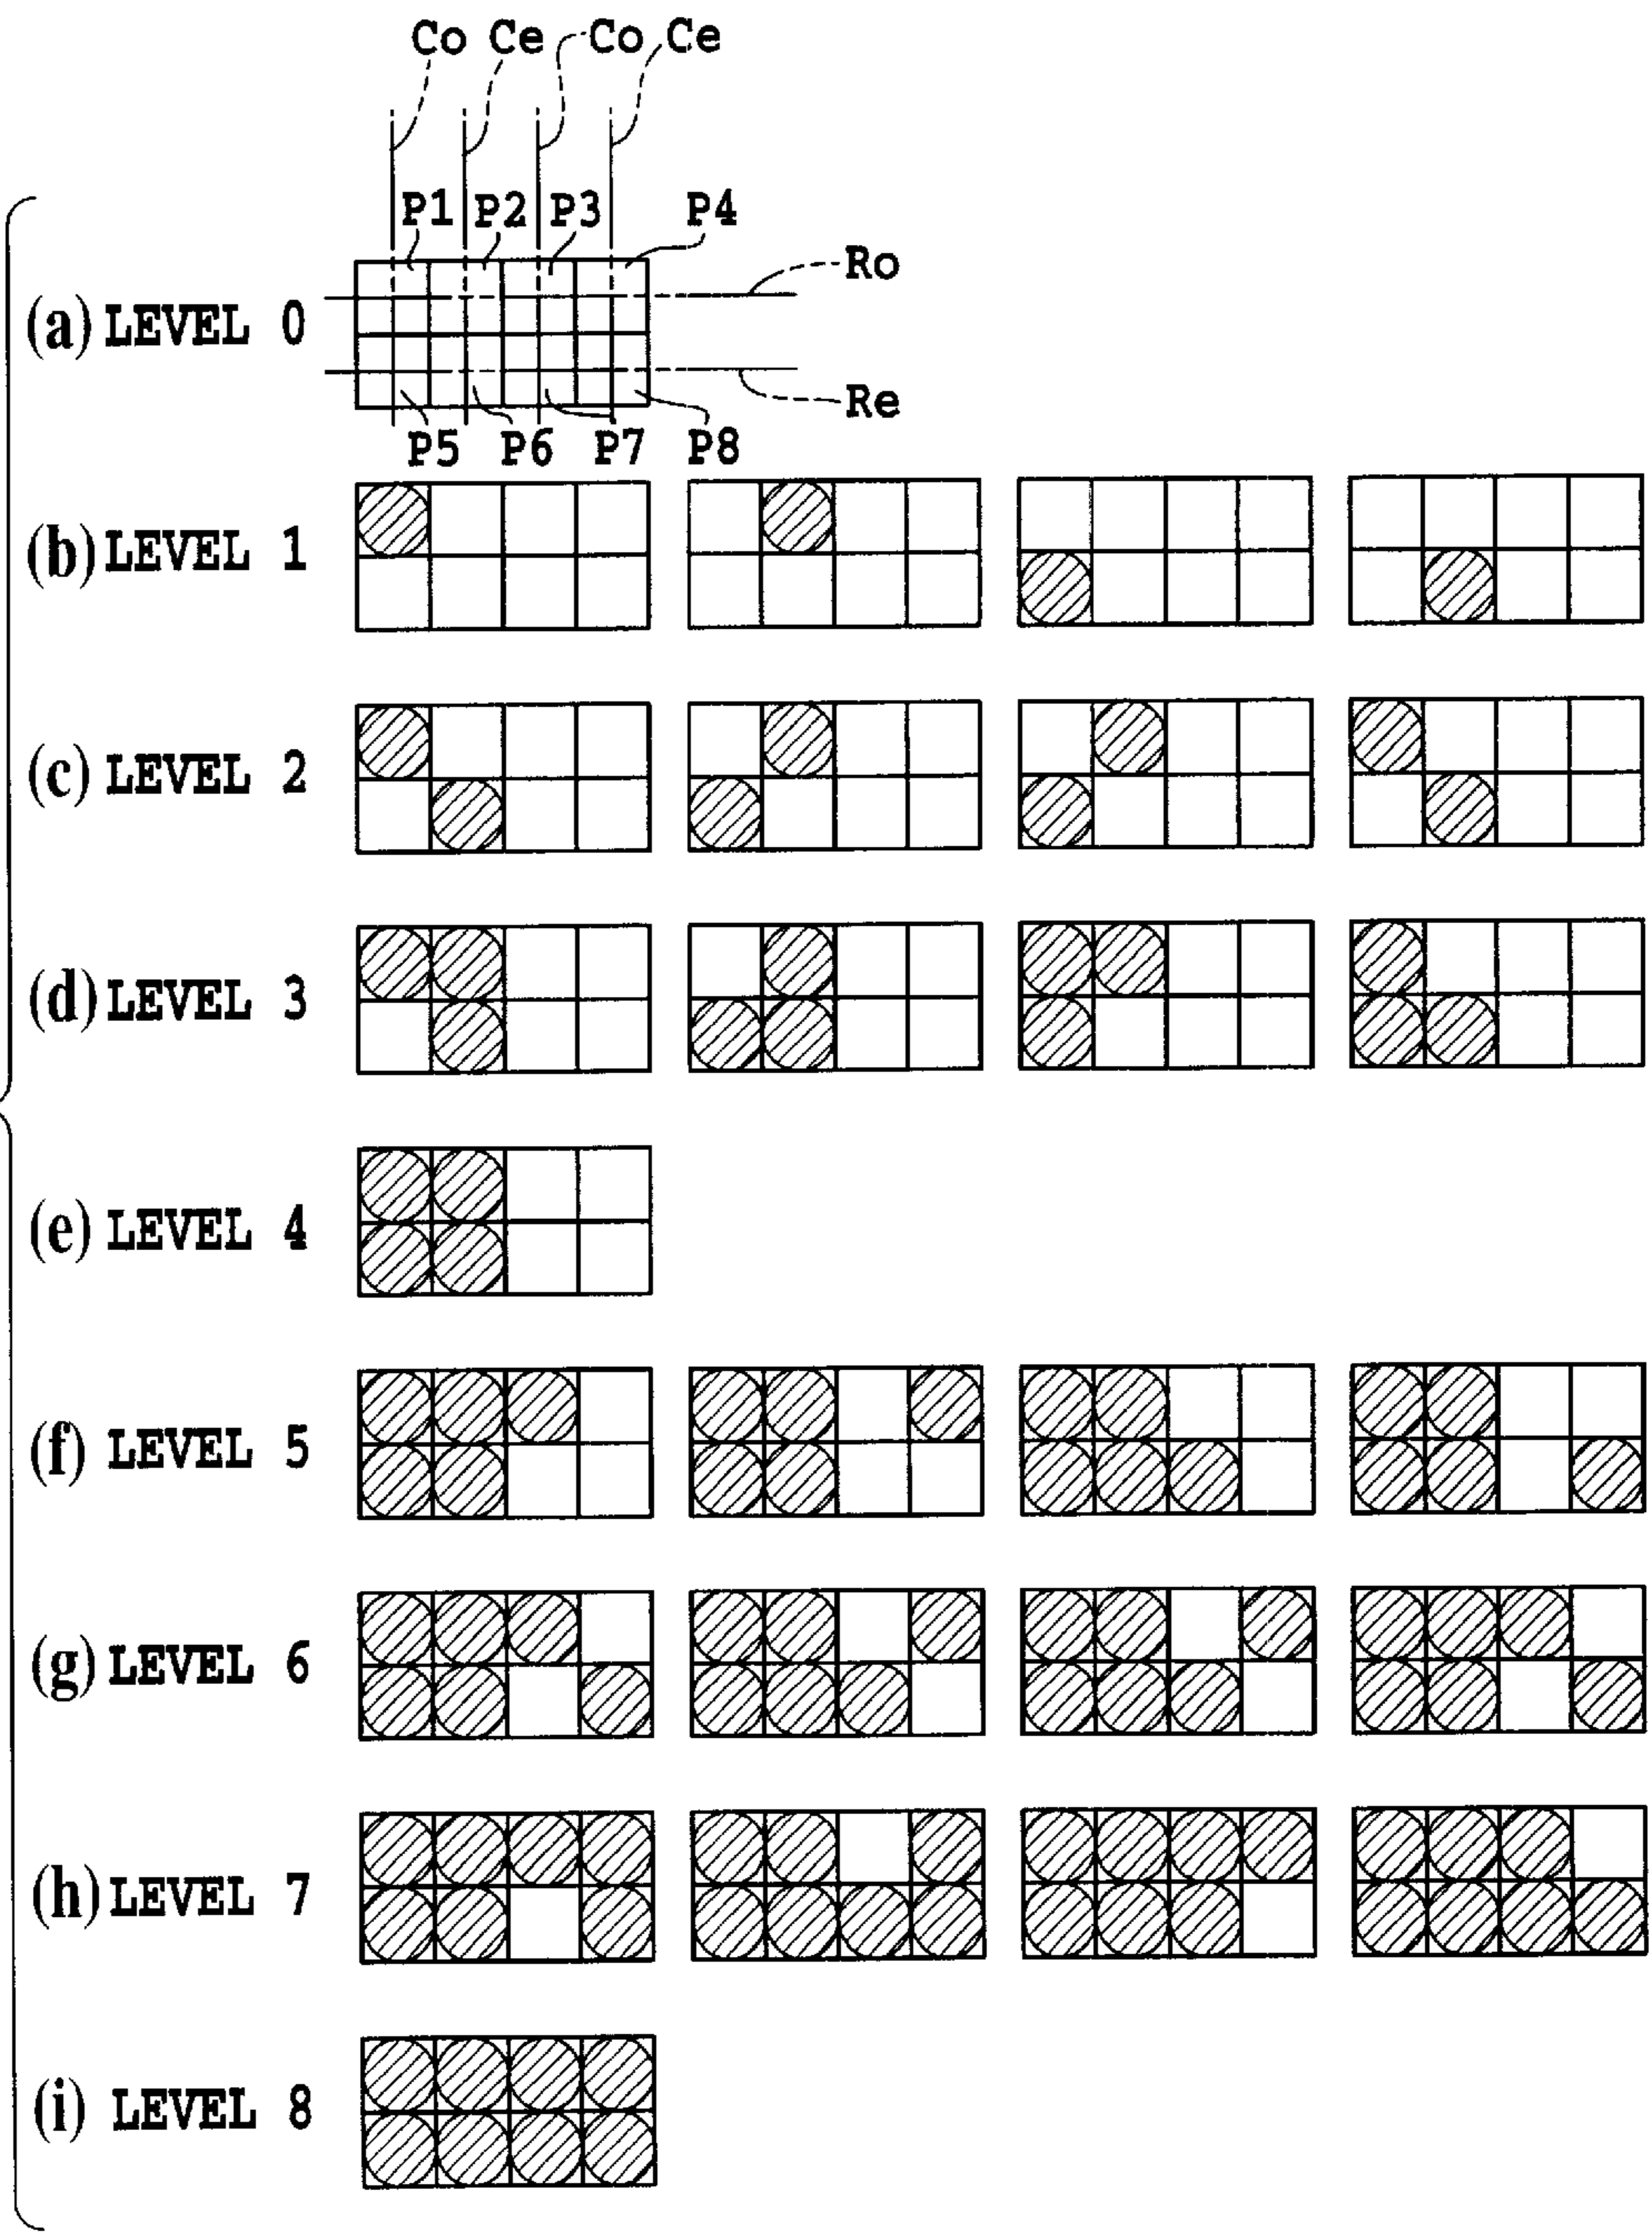 Co Ce Co Ce
P1 P2 P3 P4
Ro
(a) LEVEL 0
Re
P5 P6 P7 P8
(b) LEVEL 1
(c) LEVEL 2
(d) LEVEL 3
(e) LEVEL 4
(f) LEVEL 5
(g) LEVEL 6
(h) LEVEL 7
(i) LEVEL 8